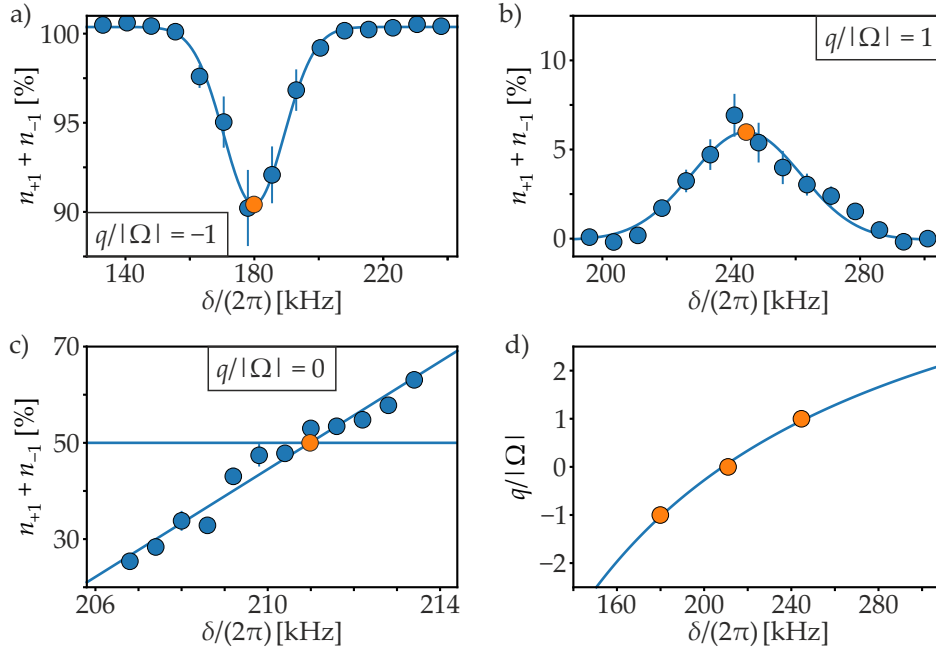 a)
n₊₁ + n₋₁ [%]
100
95
90
q/|Ω| = −1
140 180 220
δ/(2π) [kHz]
b)
n₊₁ + n₋₁ [%]
10
5
0
q/|Ω| = 1
200 240 280
δ/(2π) [kHz]
c)
n₊₁ + n₋₁ [%]
70
50
30
q/|Ω| = 0
206 210 214
δ/(2π) [kHz]
d)
q/|Ω|
2
1
0
−1
−2
160 200 240 280
δ/(2π) [kHz]